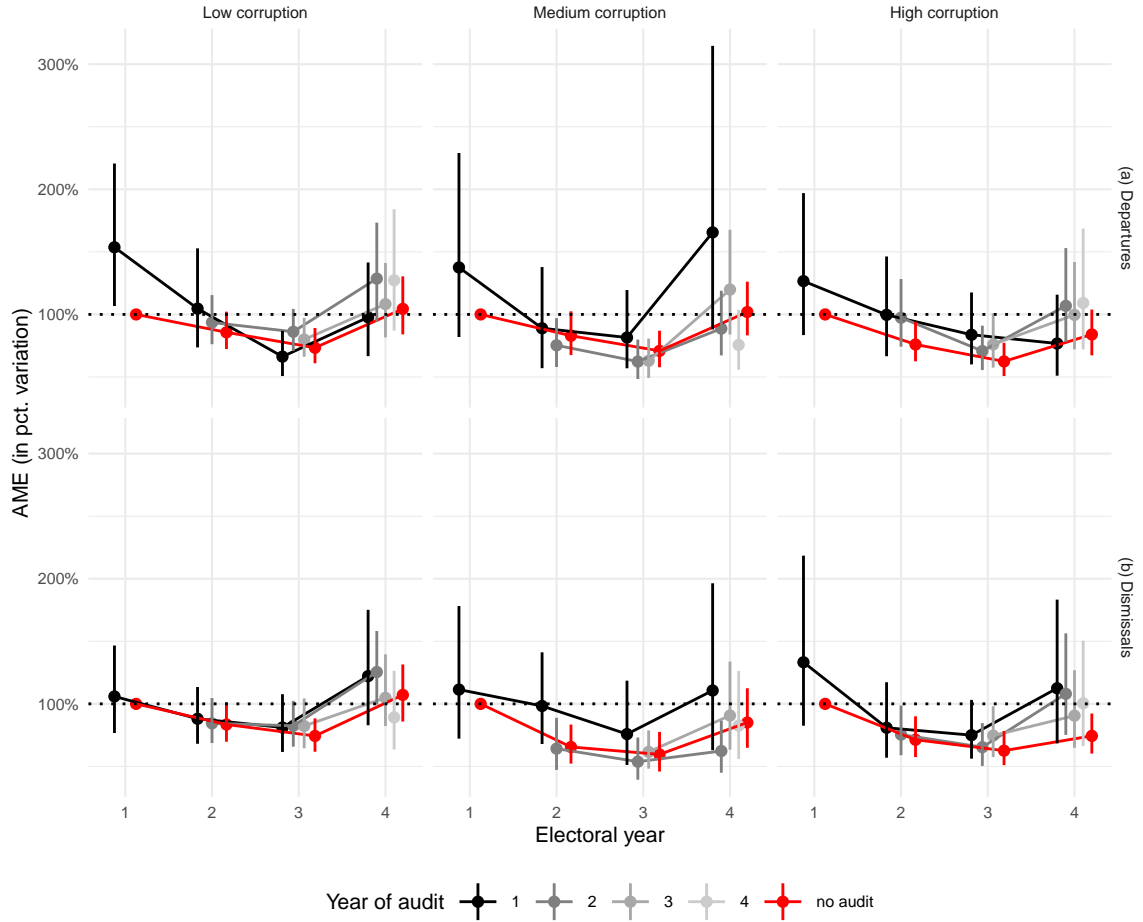 Low corruption
Medium corruption
High corruption
300%
200%
100%
(a) Departures
300%
200%
100%
(b) Dismissals
AME (in pct. variation)
1 2 3 4
1 2 3 4
1 2 3 4
Electoral year
Year of audit 1 2 3 4 no audit